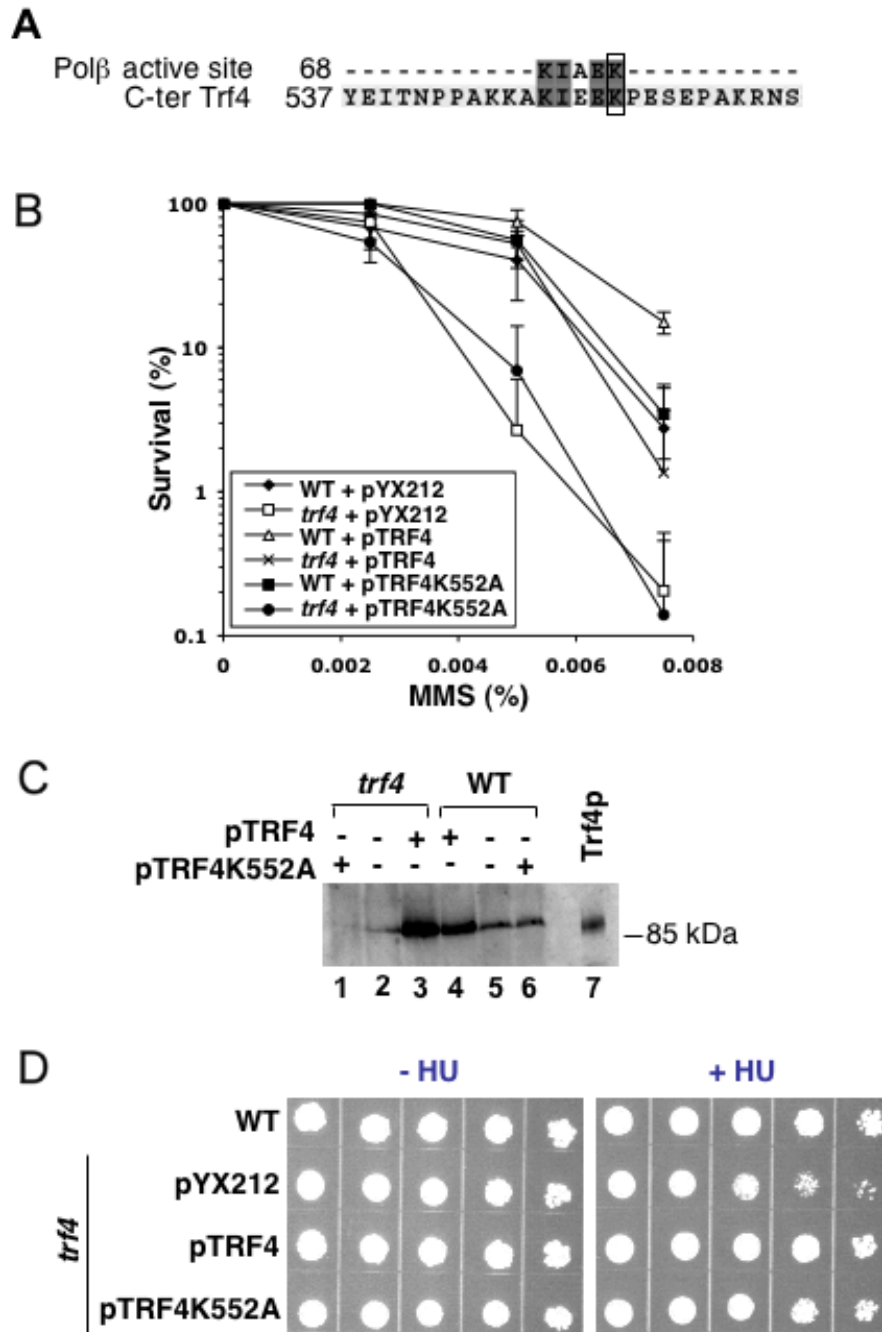 A
Polβ active site 68 - - - - - - - - - - - - K I A E K - - - - - - - - - - -
C-ter Trf4 537 Y E I T N P P A K K A K I E E K P E S E P A K R N S
B
100
10
1
0.1
Survival (%)
WT + pYX212
trf4 + pYX212
WT + pTRF4
trf4 + pTRF4
WT + pTRF4K552A
trf4 + pTRF4K552A
0 0.002 0.004 0.006 0.008
MMS (%)
C
trf4 WT
pTRF4 - - + + - - Trf4p
pTRF4K552A + - - - - +
–85 kDa
1 2 3 4 5 6 7
D
- HU + HU
WT
pYX212
pTRF4
pTRF4K552A
trf4